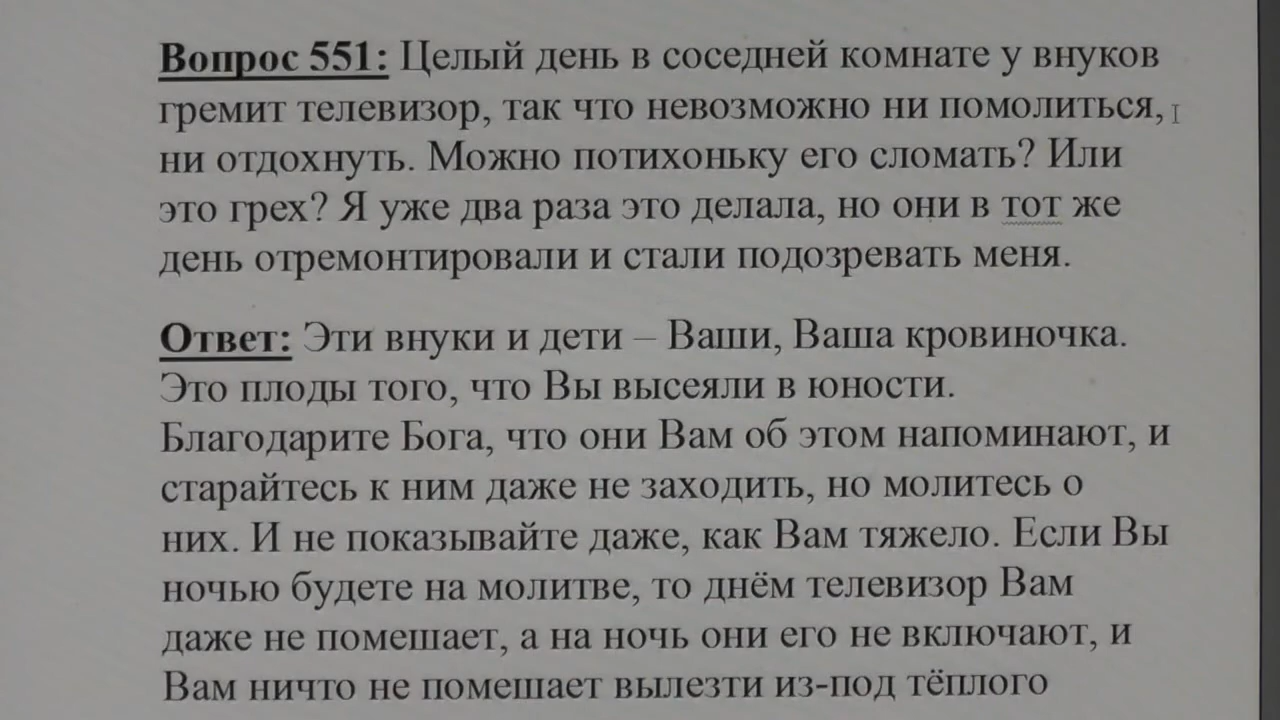 Вопрос 551: Целый день в соседней комнате у внуков
гремит телевизор, так что невозможно ни помолиться,
ни отдохнуть. Можно потихоньку его сломать? Или
это грех? Я уже два раза это делала, но они в тот же
день отремонтировали и стали подозревать меня.
Ответ: Эти внуки и дети – Ваши, Ваша кровиночка.
Это плоды того, что Вы высеяли в юности.
Благодарите Бога, что они Вам об этом напоминают, и
старайтесь к ним даже не заходить, но молитесь о
них. И не показывайте даже, как Вам тяжело. Если Вы
ночью будете на молитве, то днём телевизор Вам
даже не помешает, а на ночь они его не включают, и
Вам ничто не помешает вылезти из-под тёплого